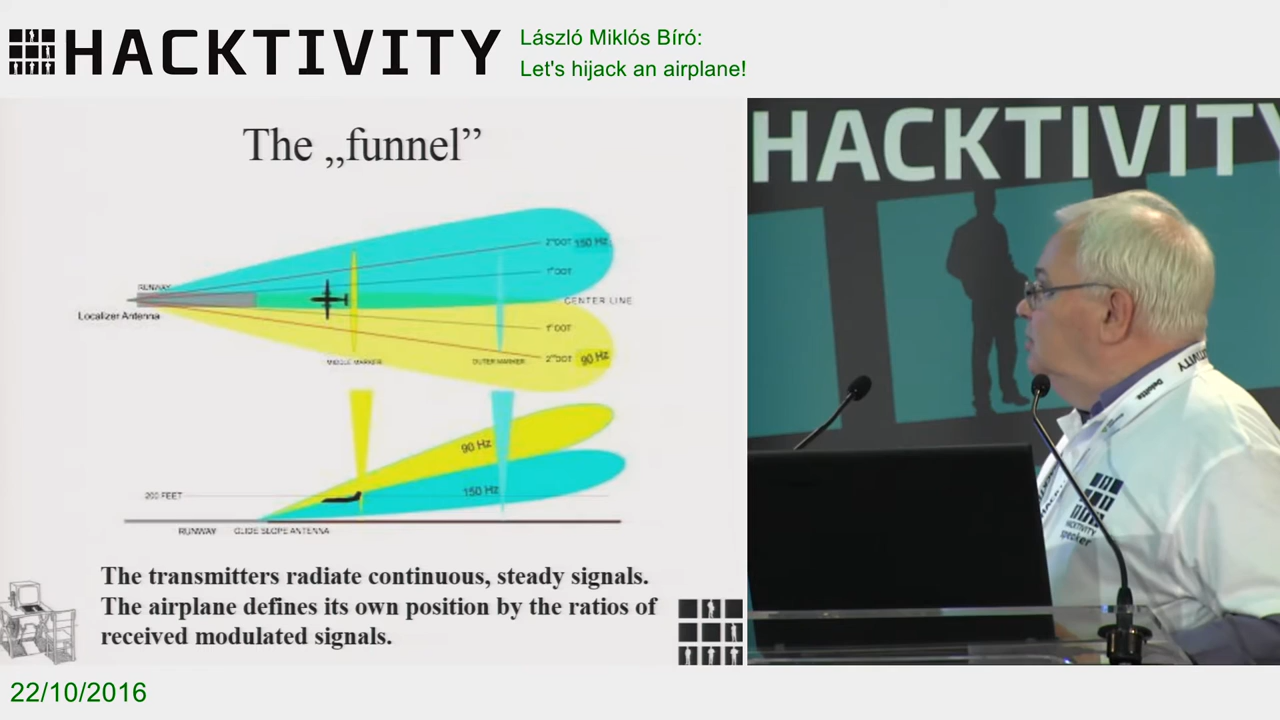 HACKTIVITY
László Miklós Bíró:
Let's hijack an airplane!
The „funnel”
2°DOT 150 Hz
RUNWAY
1°DOT
CENTER LINE
Localizer Antenna
1°DOT
MIDDLE MARKER
OUTER MARKER
2°DOT 90 Hz
90 Hz
150 Hz
200 FEET
RUNWAY
GLIDE SLOPE ANTENNA
The transmitters radiate continuous, steady signals.
The airplane defines its own position by the ratios of
received modulated signals.
HACKTIVITY
Deloitte
HACKTIVITY
speaker
22/10/2016